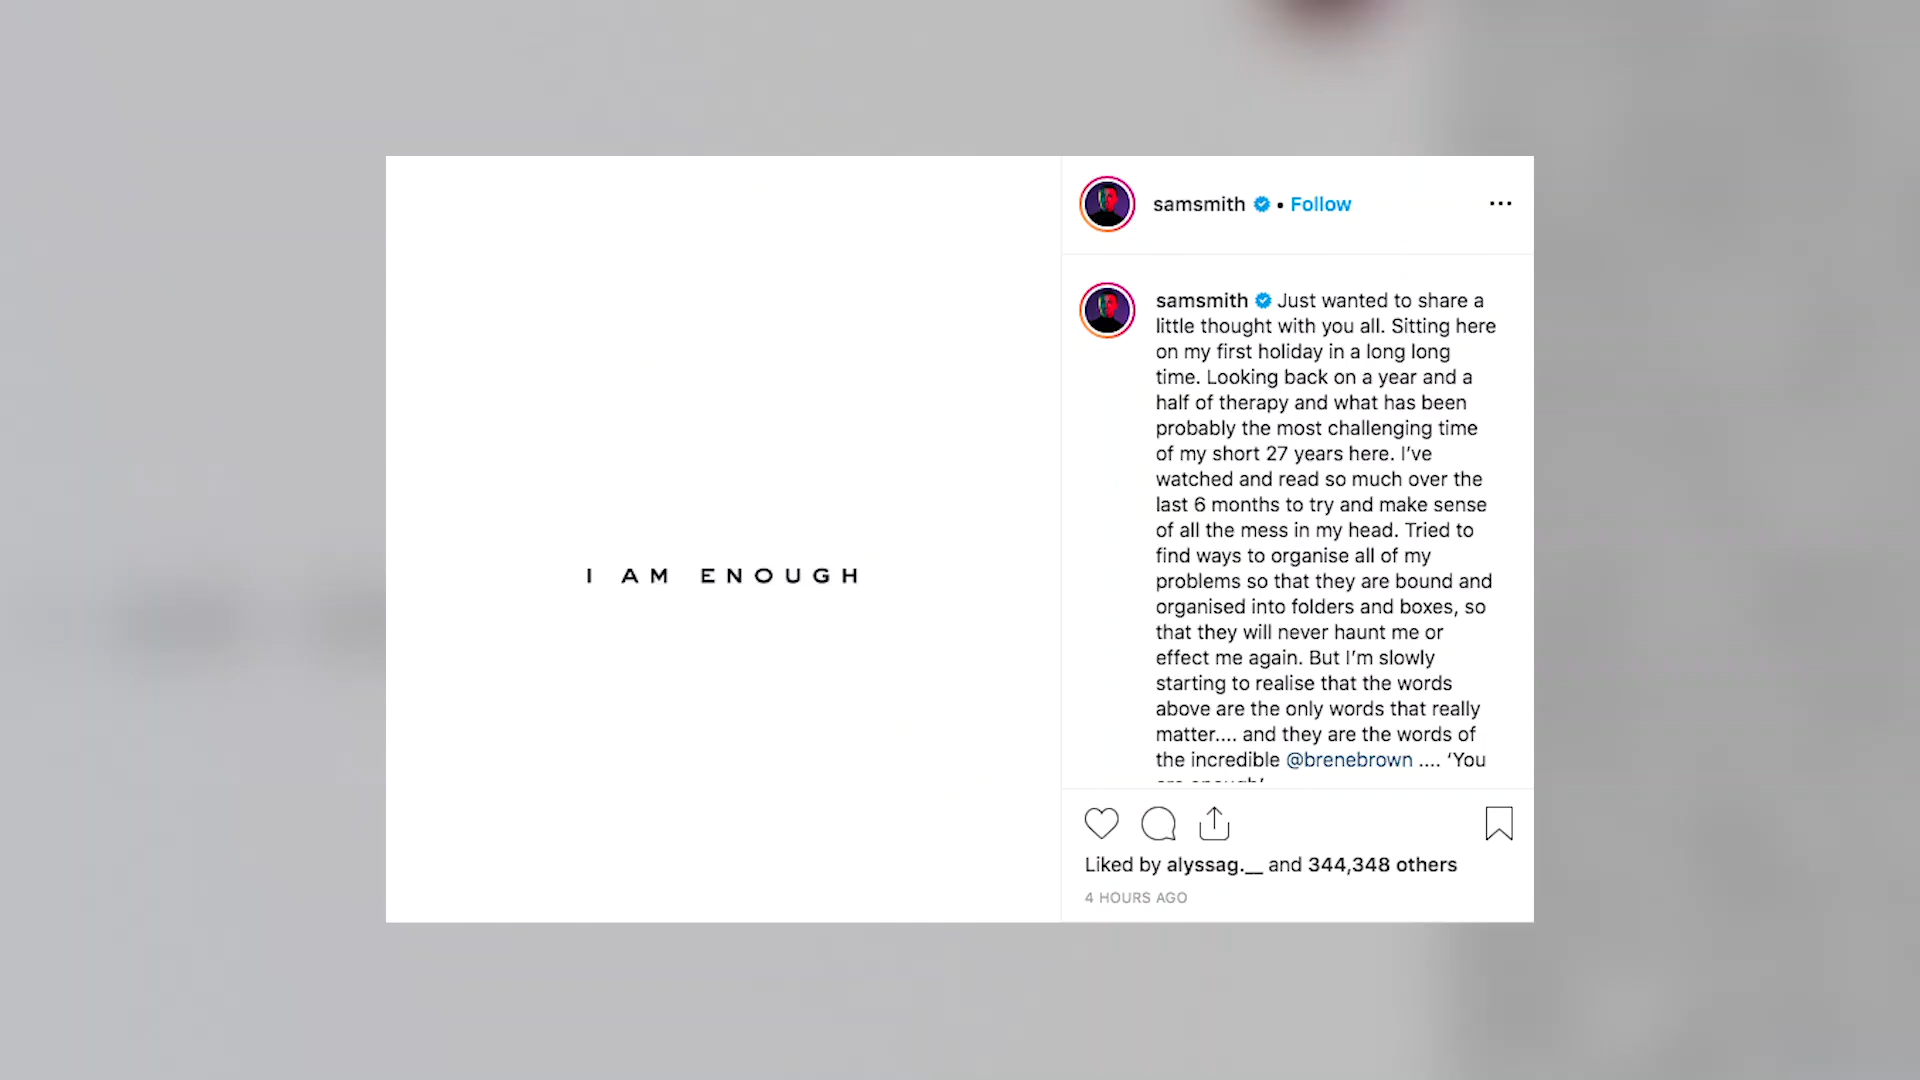 I AM ENOUGH
samsmith • Follow
samsmith Just wanted to share a
little thought with you all. Sitting here
on my first holiday in a long long
time. Looking back on a year and a
half of therapy and what has been
probably the most challenging time
of my short 27 years here. I’ve
watched and read so much over the
last 6 months to try and make sense
of all the mess in my head. Tried to
find ways to organise all of my
problems so that they are bound and
organised into folders and boxes, so
that they will never haunt me or
effect me again. But I’m slowly
starting to realise that the words
above are the only words that really
matter.... and they are the words of
the incredible @brenebrown .... ‘You
are enough’
Liked by alyssag.__ and 344,348 others
4 HOURS AGO